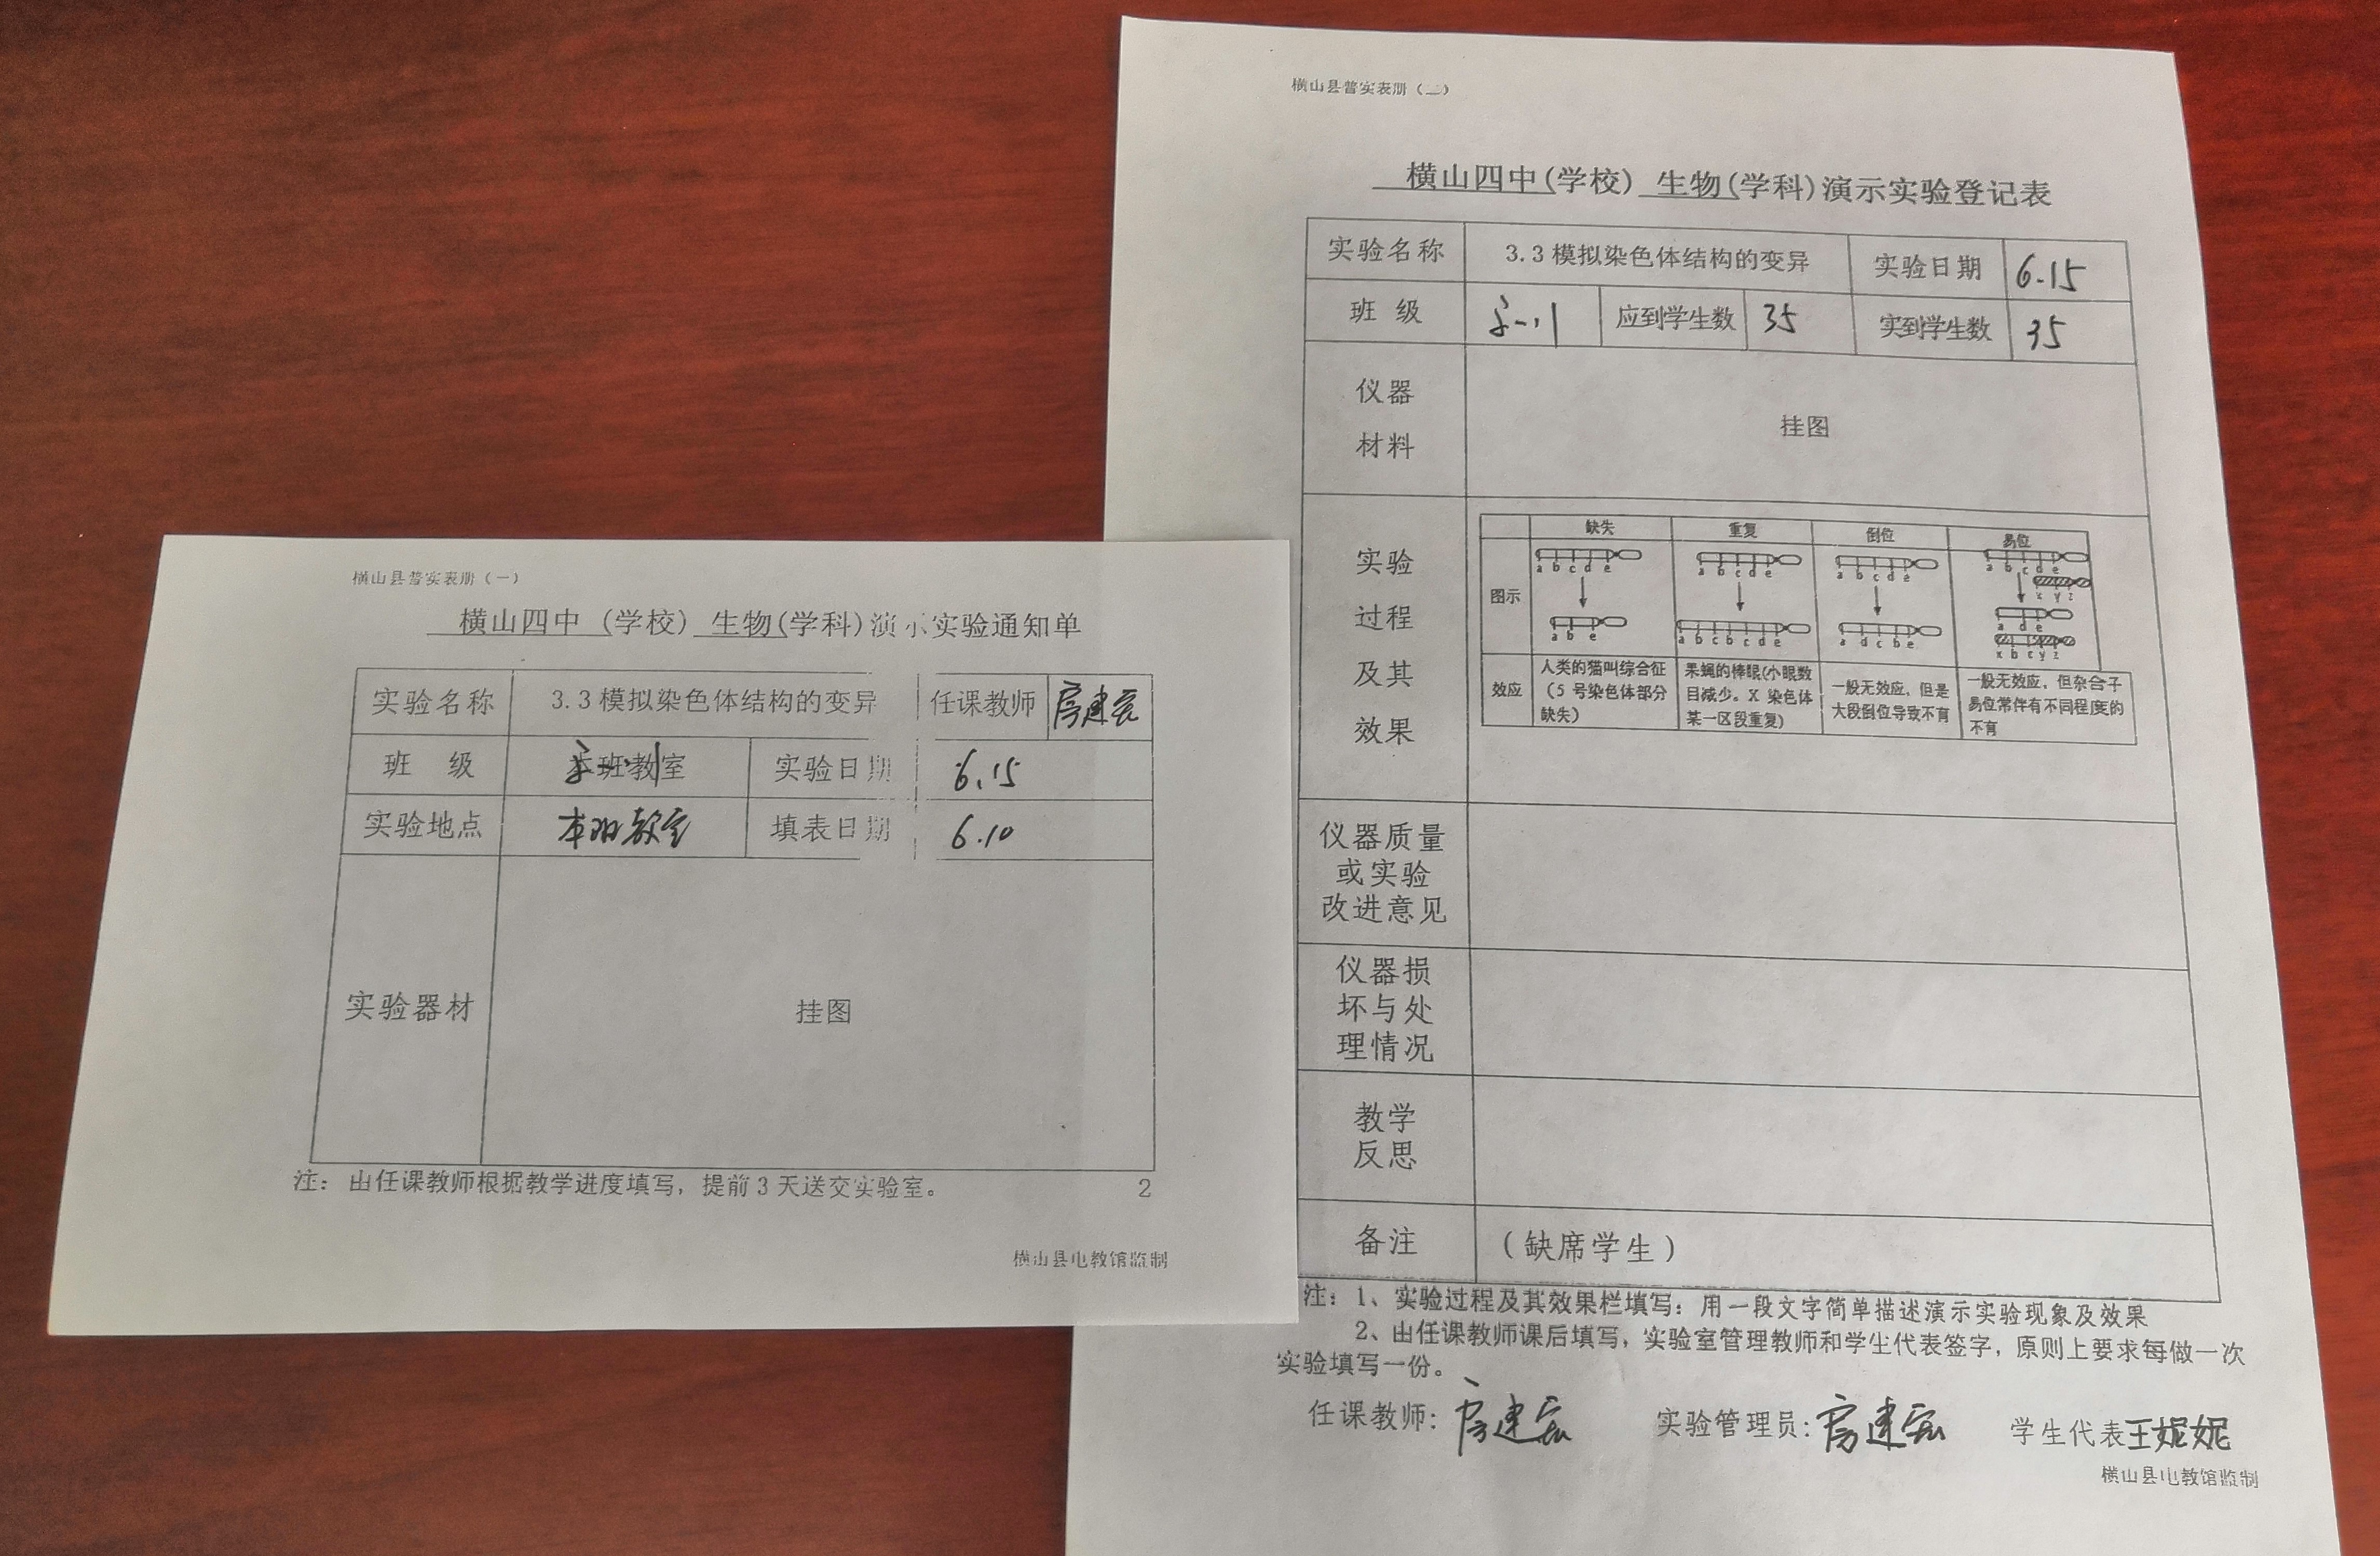 横山县普实表册（一）
横山四中（学校）生物(学科)演示实验通知单
实验名称 3.3模拟染色体结构的变异 任课教师 房建宏
班 级 班教室 实验日期 6.15
实验地点 本班教室 填表日期 6.10
实验器材 挂图
注：由任课教师根据教学进度填写，提前3天送交实验室。 2
横山县电教馆监制
横山县普实表册（二）
横山四中(学校) 生物(学科)演示实验登记表
实验名称 3.3模拟染色体结构的变异 实验日期 6.15
班 级 应到学生数 35 实到学生数 35
仪器
材料
挂图
实验
过程
及其
效果
缺失 重复 倒位 易位
图示
a b c d e
a b e
a b c d e
a b c b c d e
a b c d e
a d c b e
a b c d e
x y z
a d e
x b c y z
效应
人类的猫叫综合征
（5号染色体部分
缺失）
果蝇的棒眼(小眼数
目减少。X 染色体
某一区段重复)
一般无效应，但是
大段倒位导致不育
一般无效应，但杂合子
易位常伴有不同程度的
不育
仪器质量
或实验
改进意见
仪器损
坏与处
理情况
教学
反思
备注 （缺席学生）
注：1、实验过程及其效果栏填写：用一段文字简单描述演示实验现象及效果
2、由任课教师课后填写，实验室管理教师和学生代表签字，原则上要求每做一次
实验填写一份。
任课教师：房建宏 实验管理员：房建宏 学生代表王妮妮
横山县电教馆监制